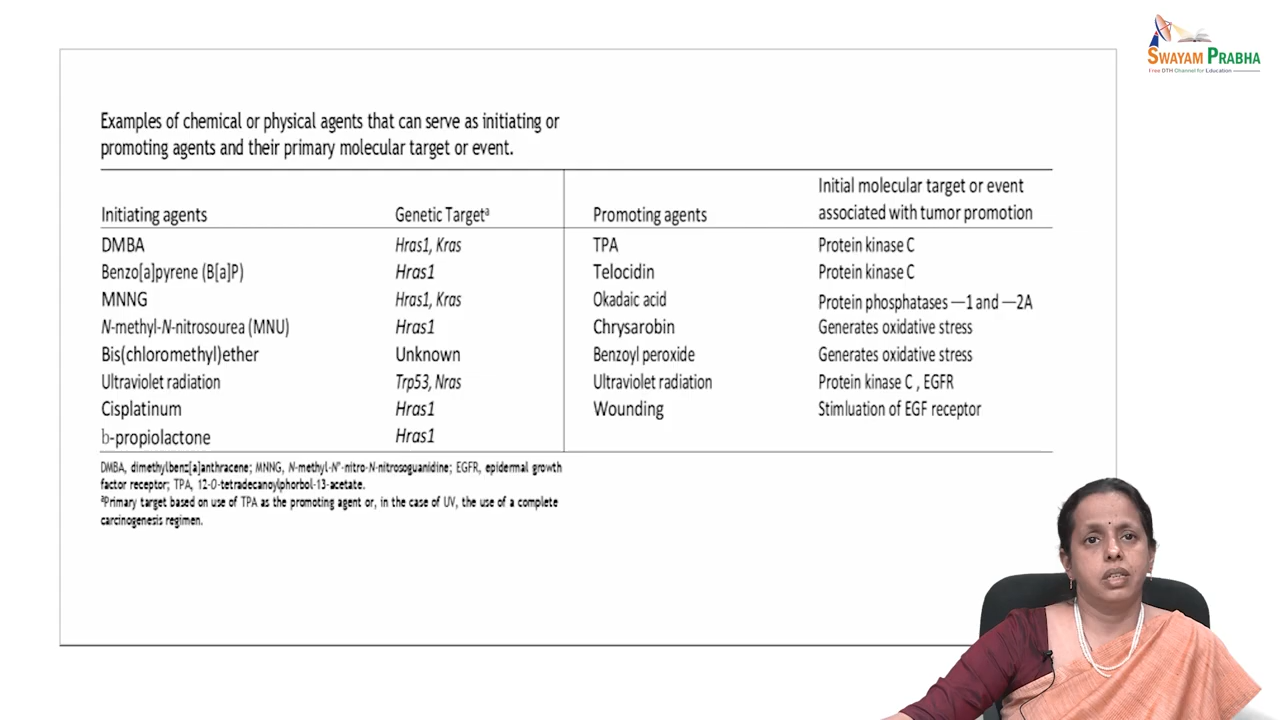 SWAYAM PRABHA
Free DTH Channel for Education
Examples of chemical or physical agents that can serve as initiating or
promoting agents and their primary molecular target or event.
Initiating agents Genetic Targetᵃ Promoting agents Initial molecular target or event associated with tumor promotion
DMBA Hras1, Kras TPA Protein kinase C
Benzo[a]pyrene (B[a]P) Hras1 Telocidin Protein kinase C
MNNG Hras1, Kras Okadaic acid Protein phosphatases —1 and —2A
N-methyl-N-nitrosourea (MNU) Hras1 Chrysarobin Generates oxidative stress
Bis(chloromethyl)ether Unknown Benzoyl peroxide Generates oxidative stress
Ultraviolet radiation Trp53, Nras Ultraviolet radiation Protein kinase C , EGFR
Cisplatinum Hras1 Wounding Stimluation of EGF receptor
b-propiolactone Hras1
DMBA, dimethylbenz[a]anthracene; MNNG, N-methyl-N"-nitro-N-nitrosoguanidine; EGFR, epidermal growth
factor receptor; TPA, 12-O-tetradecanoylphorbol-13-acetate.
ᵃPrimary target based on use of TPA as the promoting agent or, in the case of UV, the use of a complete
carcinogenesis regimen.